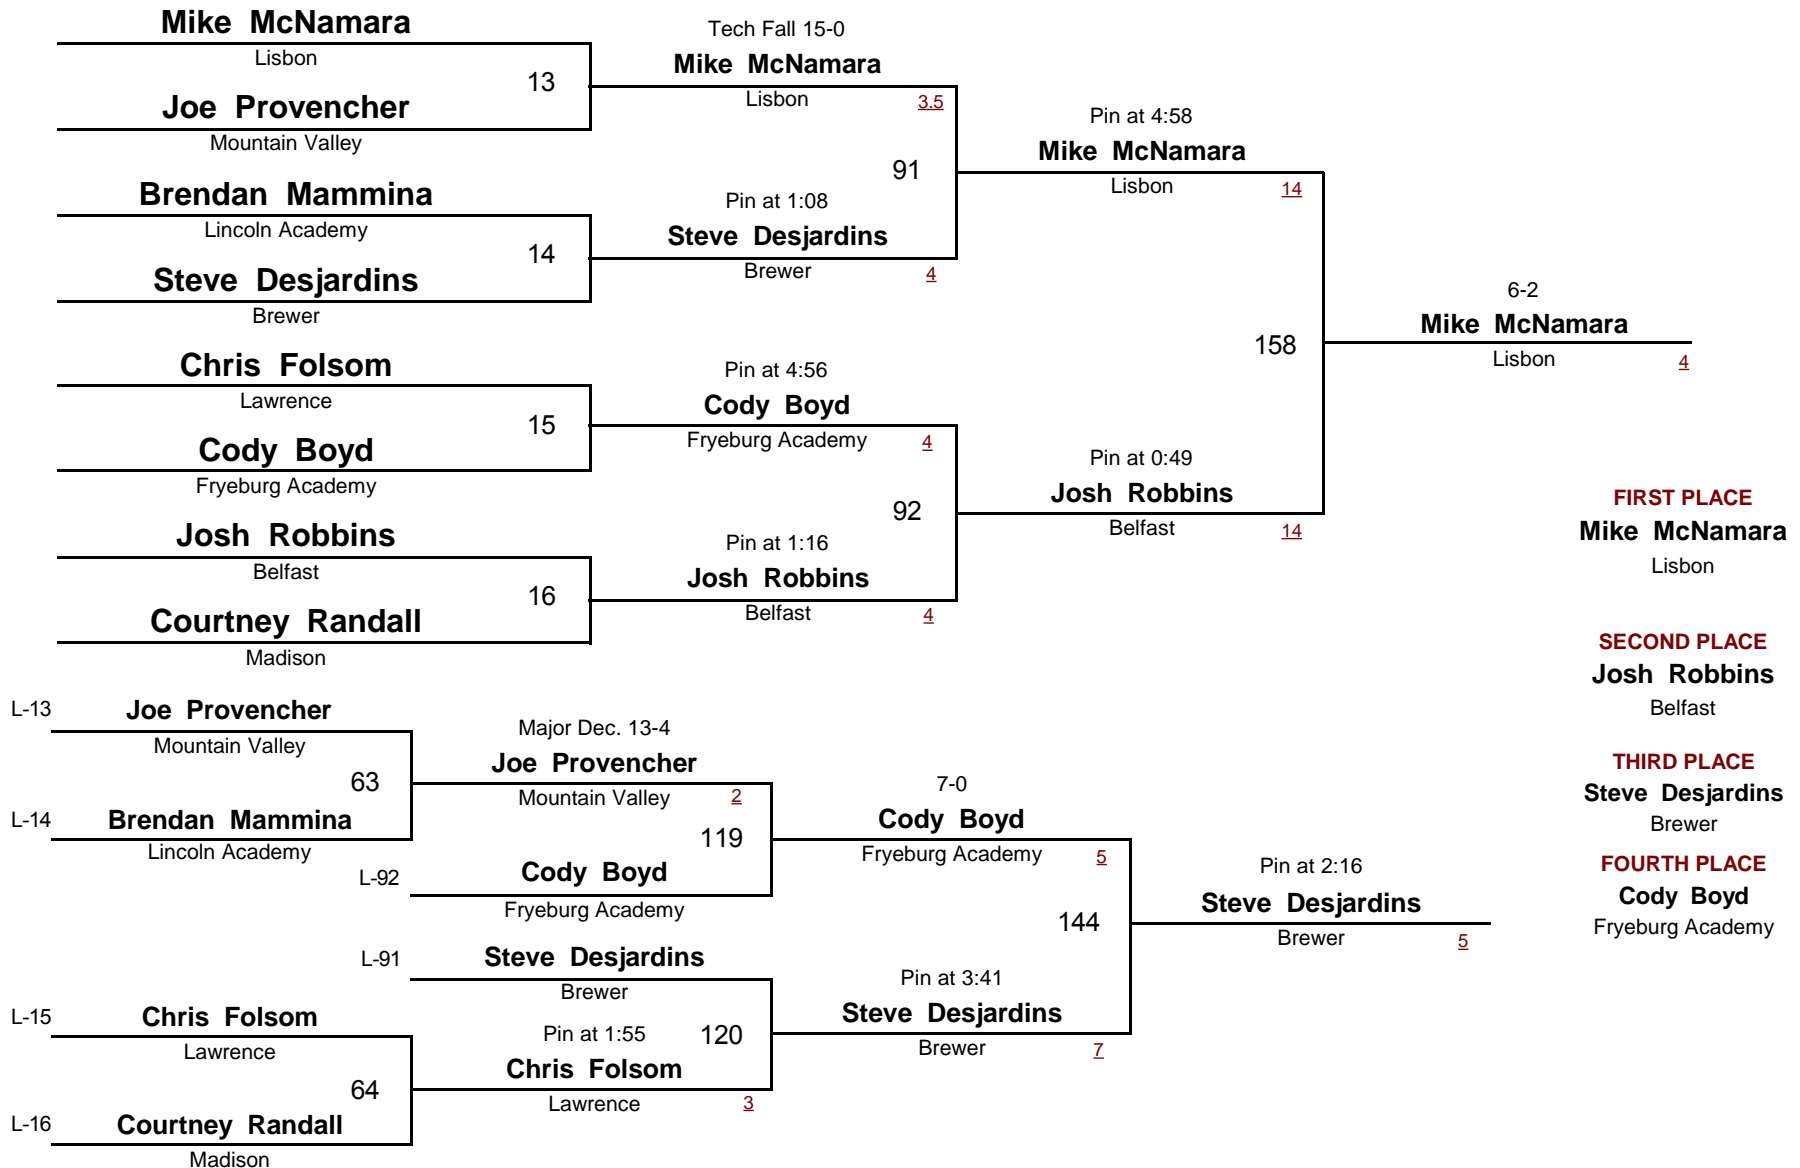 Mike McNamara
Lisbon
13
Joe Provencher
Mountain Valley
Brendan Mammina
Lincoln Academy
14
Steve Desjardins
Brewer
Chris Folsom
Lawrence
15
Cody Boyd
Fryeburg Academy
Josh Robbins
Belfast
16
Courtney Randall
Madison
Tech Fall 15-0
Mike McNamara
Lisbon
3.5
91
Pin at 1:08
Steve Desjardins
Brewer
4
Pin at 4:56
Cody Boyd
Fryeburg Academy
4
92
Pin at 1:16
Josh Robbins
Belfast
4
Pin at 4:58
Mike McNamara
Lisbon
14
158
Pin at 0:49
Josh Robbins
Belfast
14
6-2
Mike McNamara
Lisbon
4
FIRST PLACE
Mike McNamara
Lisbon
SECOND PLACE
Josh Robbins
Belfast
THIRD PLACE
Steve Desjardins
Brewer
FOURTH PLACE
Cody Boyd
Fryeburg Academy
L-13
Joe Provencher
Mountain Valley
63
L-14
Brendan Mammina
Lincoln Academy
Major Dec. 13-4
Joe Provencher
Mountain Valley
2
119
L-92
Cody Boyd
Fryeburg Academy
L-91
Steve Desjardins
Brewer
120
L-15
Chris Folsom
Lawrence
64
L-16
Courtney Randall
Madison
Pin at 1:55
Chris Folsom
Lawrence
3
7-0
Cody Boyd
Fryeburg Academy
5
144
Pin at 3:41
Steve Desjardins
Brewer
7
Pin at 2:16
Steve Desjardins
Brewer
5